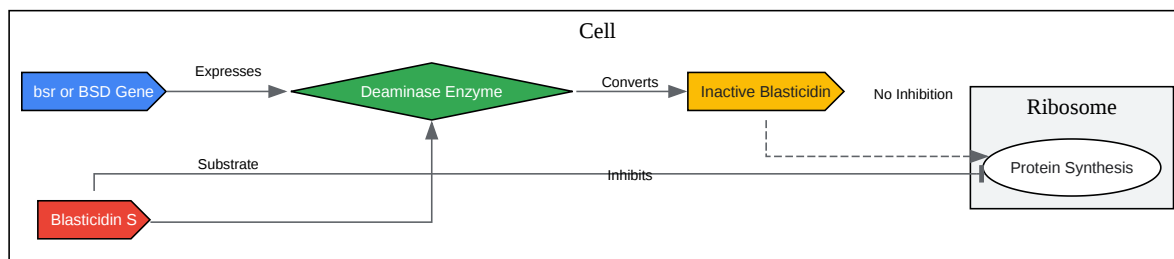 Cell
Expresses
bsr or BSD Gene
Deaminase Enzyme
Converts
Inactive Blasticidin
No Inhibition
Ribosome
Protein Synthesis
Substrate
Inhibits
Blasticidin S